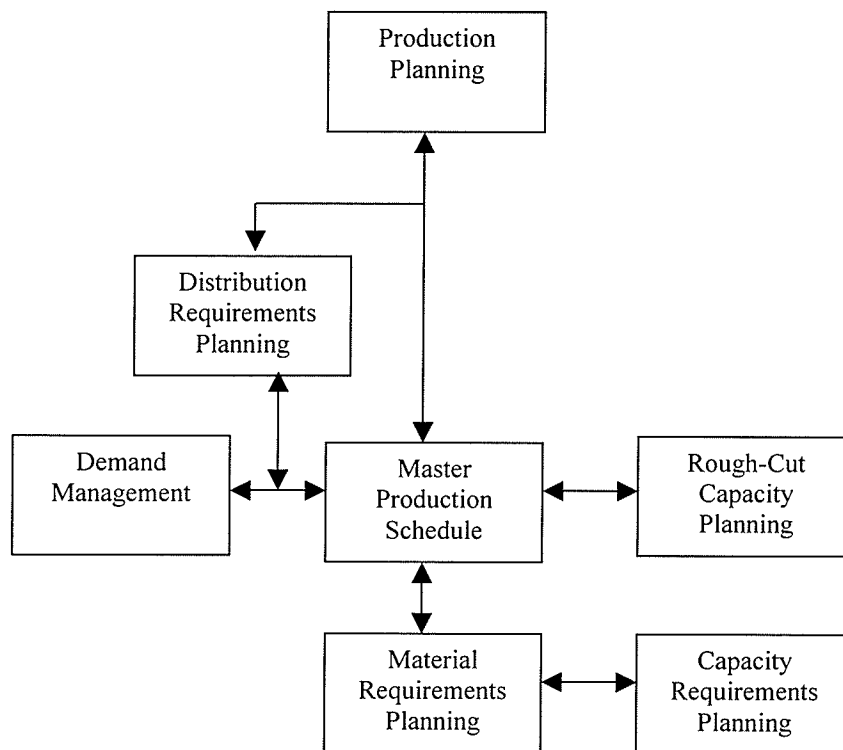 Production
Planning
Distribution
Requirements
Planning
Demand
Management
Master
Production
Schedule
Rough-Cut
Capacity
Planning
Material
Requirements
Planning
Capacity
Requirements
Planning